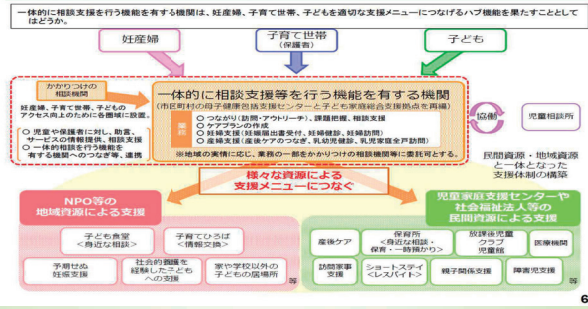 一体的に相談支援を行う機能を有する機関は、妊産婦、子育て世帯、子どもを適切な支援メニューにつなげるハブ機能を果たすこととして
はどうか。
妊産婦
子育て世帯
(保護者)
子ども
かかりつけの
相談機関
妊産婦、子育て世帯、子どもの
アクセス向上のために各圏域に設置。
○ 児童や保護者に対し、助言、
サービスの情報提供、相談支援
○ 一体的相談を行う機能を
有する機関へのつなぎ等、連携
一体的に相談支援等を行う機能を有する機関
(市区町村の母子健康包括支援センターと子ども家庭総合支援拠点を再編)
業務
○ つながり(訪問・アウトリーチ)、課題把握、相談支援
○ ケアプランの作成
○ 妊婦支援(妊娠届出書受付、妊婦健診、妊婦訪問)
○ 産婦支援(産後ケアのつなぎ、乳幼児健診、乳児家庭全戸訪問)
※地域の実情に応じ、業務の一部をかかりつけの相談機関等に委託可とする。
協働
児童相談所
民間資源・地域資源
と一体となった
支援体制の構築
様々な資源による
支援メニューにつなぐ
NPO等の
地域資源による支援
子ども食堂
<身近な相談>
子育てひろば
<情報交換>
予期せぬ
妊娠支援
社会的養護を
経験した子ども
への支援
家や学校以外の
子どもの居場所
等
児童家庭支援センターや
社会福祉法人等の
民間資源による支援
産後ケア
保育所
<身近な相談・
保育・一時預かり>
放課後児童
クラブ
児童館
医療機関
訪問家事
支援
ショートステイ
<レスパイト>
親子関係支援
障害児支援
等
6